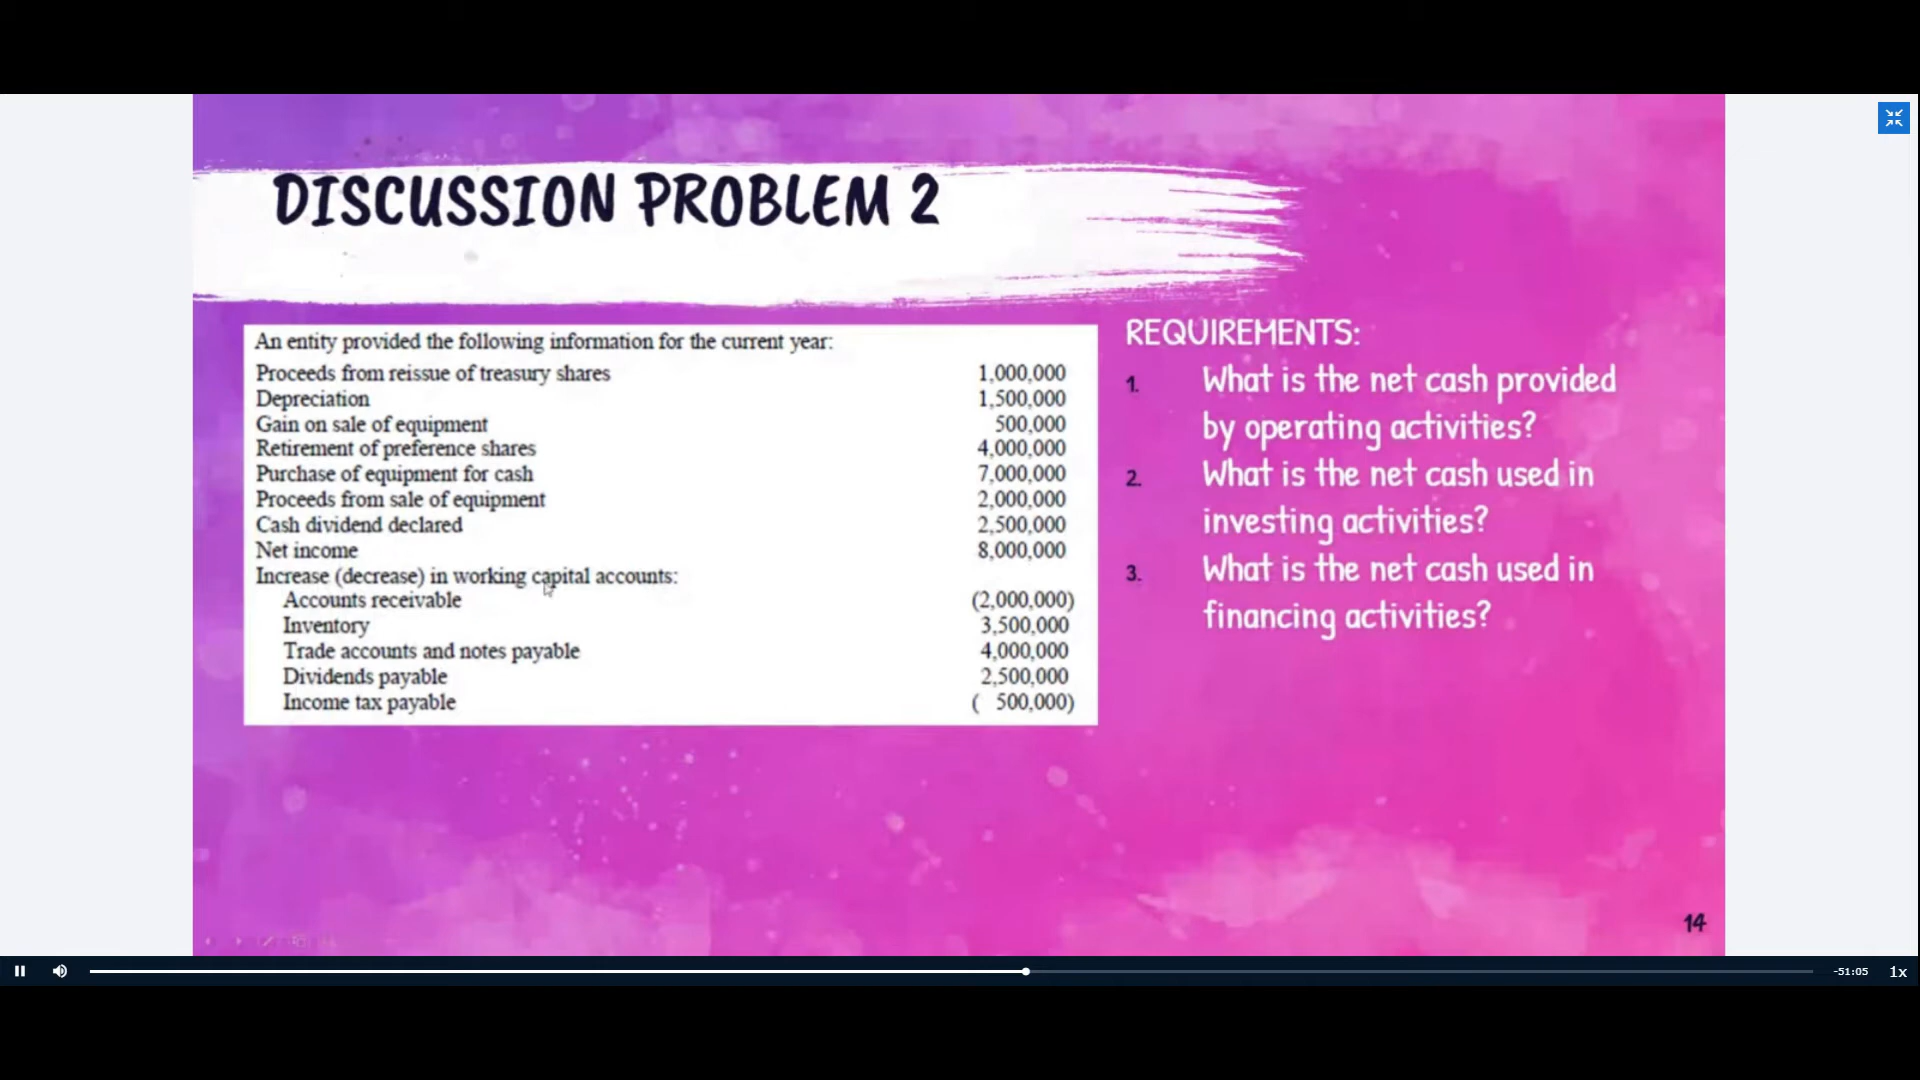 DISCUSSION PROBLEM 2
An entity provided the following information for the current year:
Proceeds from reissue of treasury shares 1,000,000
Depreciation 1,500,000
Gain on sale of equipment 500,000
Retirement of preference shares 4,000,000
Purchase of equipment for cash 7,000,000
Proceeds from sale of equipment 2,000,000
Cash dividend declared 2,500,000
Net income 8,000,000
Increase (decrease) in working capital accounts:
Accounts receivable (2,000,000)
Inventory 3,500,000
Trade accounts and notes payable 4,000,000
Dividends payable 2,500,000
Income tax payable ( 500,000)
REQUIREMENTS:
1. What is the net cash provided
by operating activities?
2. What is the net cash used in
investing activities?
3. What is the net cash used in
financing activities?
14
-51:05 1x